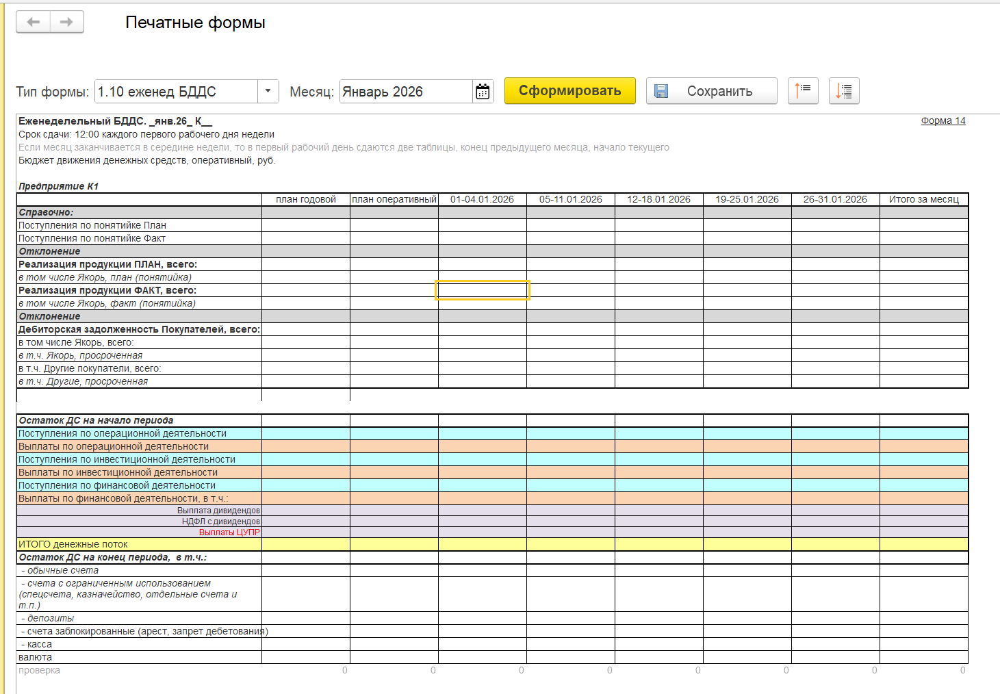 Печатные формы
Тип формы: 1.10 еженед БДДС Месяц: Январь 2026 Сформировать Сохранить
Еженеделельный БДДС. _янв.26_ К__ Форма 14
Срок сдачи: 12:00 каждого первого рабочего дня недели
Если месяц заканчивается в середине недели, то в первый рабочий день сдаются две таблицы, конец предыдущего месяца, начало текущего
Бюджет движения денежных средств, оперативный, руб.
Предприятие К1
план годовой план оперативный 01-04.01.2026 05-11.01.2026 12-18.01.2026 19-25.01.2026 26-31.01.2026 Итого за месяц
Справочно:
Поступления по понятийке План
Поступления по понятийке Факт
Отклонение
Реализация продукции ПЛАН, всего:
в том числе Якорь, план (понятийка)
Реализация продукции ФАКТ, всего:
в том числе Якорь, факт (понятийка)
Отклонение
Дебиторская задолженность Покупателей, всего:
в том числе Якорь, всего:
в т.ч. Якорь, просроченная
в т.ч. Другие покупатели, всего:
в т.ч. Другие, просроченная
Остаток ДС на начало периода
Поступления по операционной деятельности
Выплаты по операционной деятельности
Поступления по инвестиционной деятельности
Выплаты по инвестиционной деятельности
Поступления по финансовой деятельности
Выплаты по финансовой деятельности, в т.ч.:
Выплата дивидендов
НДФЛ с дивидендов
Выплаты ЦУПР
ИТОГО денежные поток
Остаток ДС на конец периода, в т.ч.:
- обычные счета
- счета с ограниченным использованием
(спецсчета, казначейство, отдельные счета и
т.п.)
- депозиты
- счета заблокированные (арест, запрет дебетования)
- касса
валюта
проверка 0 0 0 0 0 0 0 0